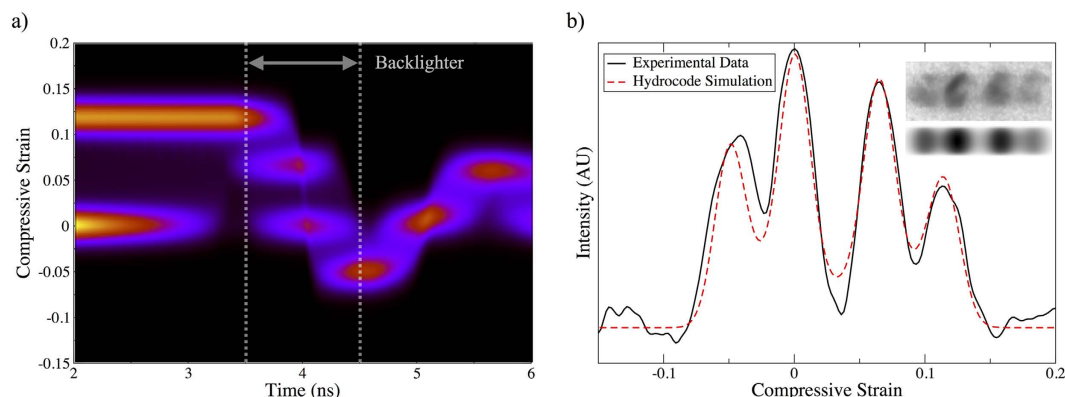 a)
0.2
0.15
0.1
0.05
0
-0.05
-0.1
-0.15
Compressive Strain
2
3
4
5
6
Time (ns)
Backlighter
b)
Experimental Data
Hydrocode Simulation
Intensity (AU)
-0.1
0
0.1
0.2
Compressive Strain